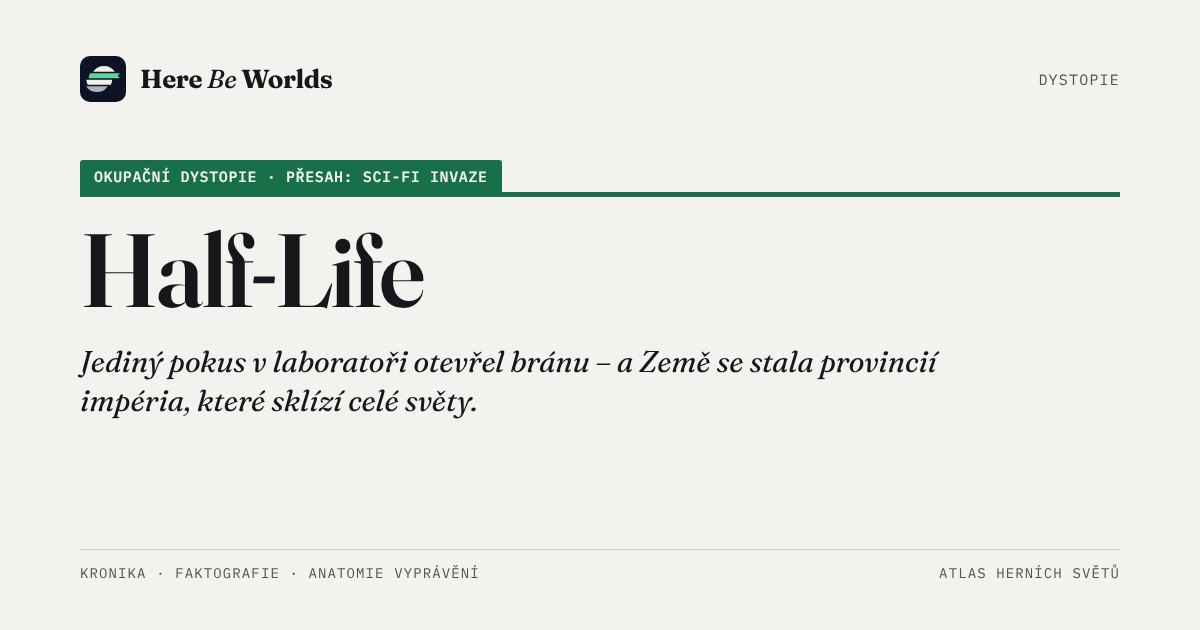 Here Be Worlds
DYSTOPIE
OKUPAČNÍ DYSTOPIE · PŘESAH: SCI-FI INVAZE
Half-Life
Jediný pokus v laboratoři otevřel bránu – a Země se stala provincií
impéria, které sklízí celé světy.
KRONIKA · FAKTOGRAFIE · ANATOMIE VYPRÁVĚNÍ
ATLAS HERNÍCH SVĚTŮ